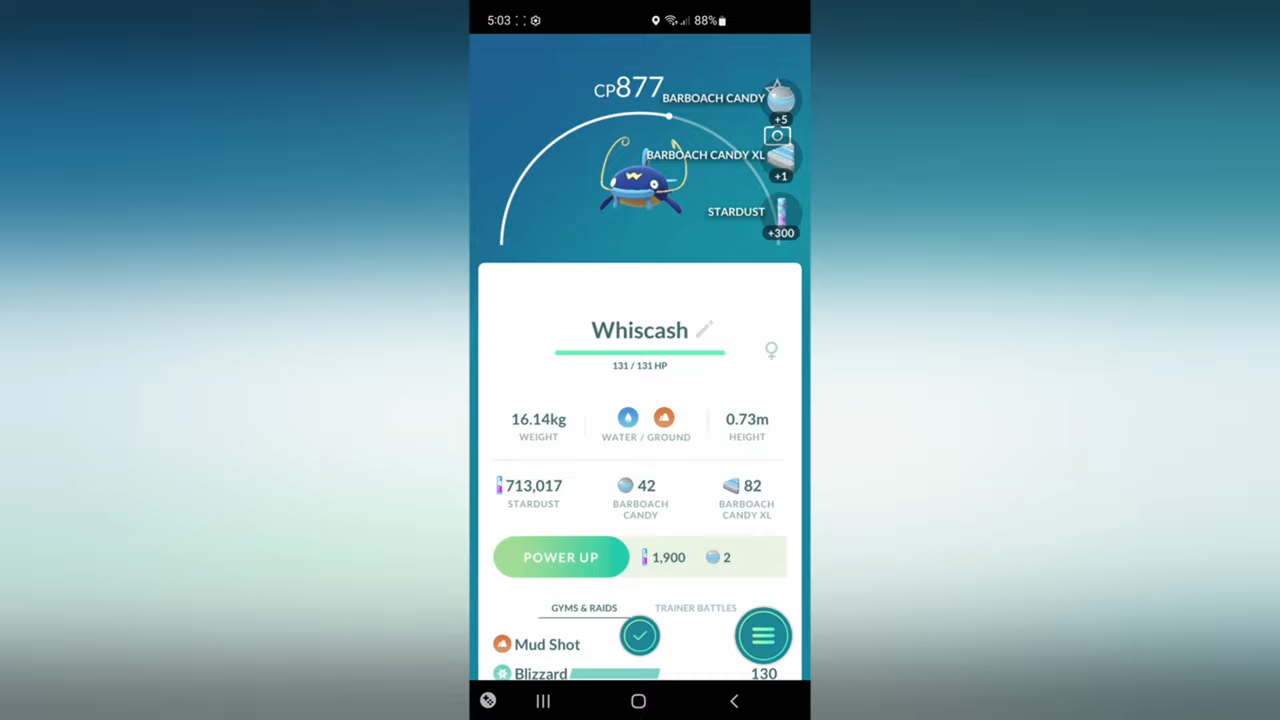 5:03
88%
CP877
BARBOACH CANDY
+5
BARBOACH CANDY XL
+1
STARDUST
+300
Whiscash
131 / 131 HP
16.14kg
WEIGHT
WATER / GROUND
0.73m
HEIGHT
713,017
STARDUST
42
BARBOACH
CANDY
82
BARBOACH
CANDY XL
POWER UP
1,900
2
GYMS & RAIDS
TRAINER BATTLES
Mud Shot
Blizzard
130